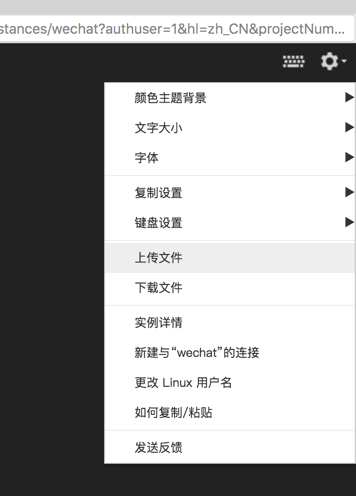 stances/wechat?authuser=1&hl=zh_CN&projectNum...
颜色主题背景
文字大小
字体
复制设置
键盘设置
上传文件
下载文件
实例详情
新建与“wechat”的连接
更改 Linux 用户名
如何复制/粘贴
发送反馈